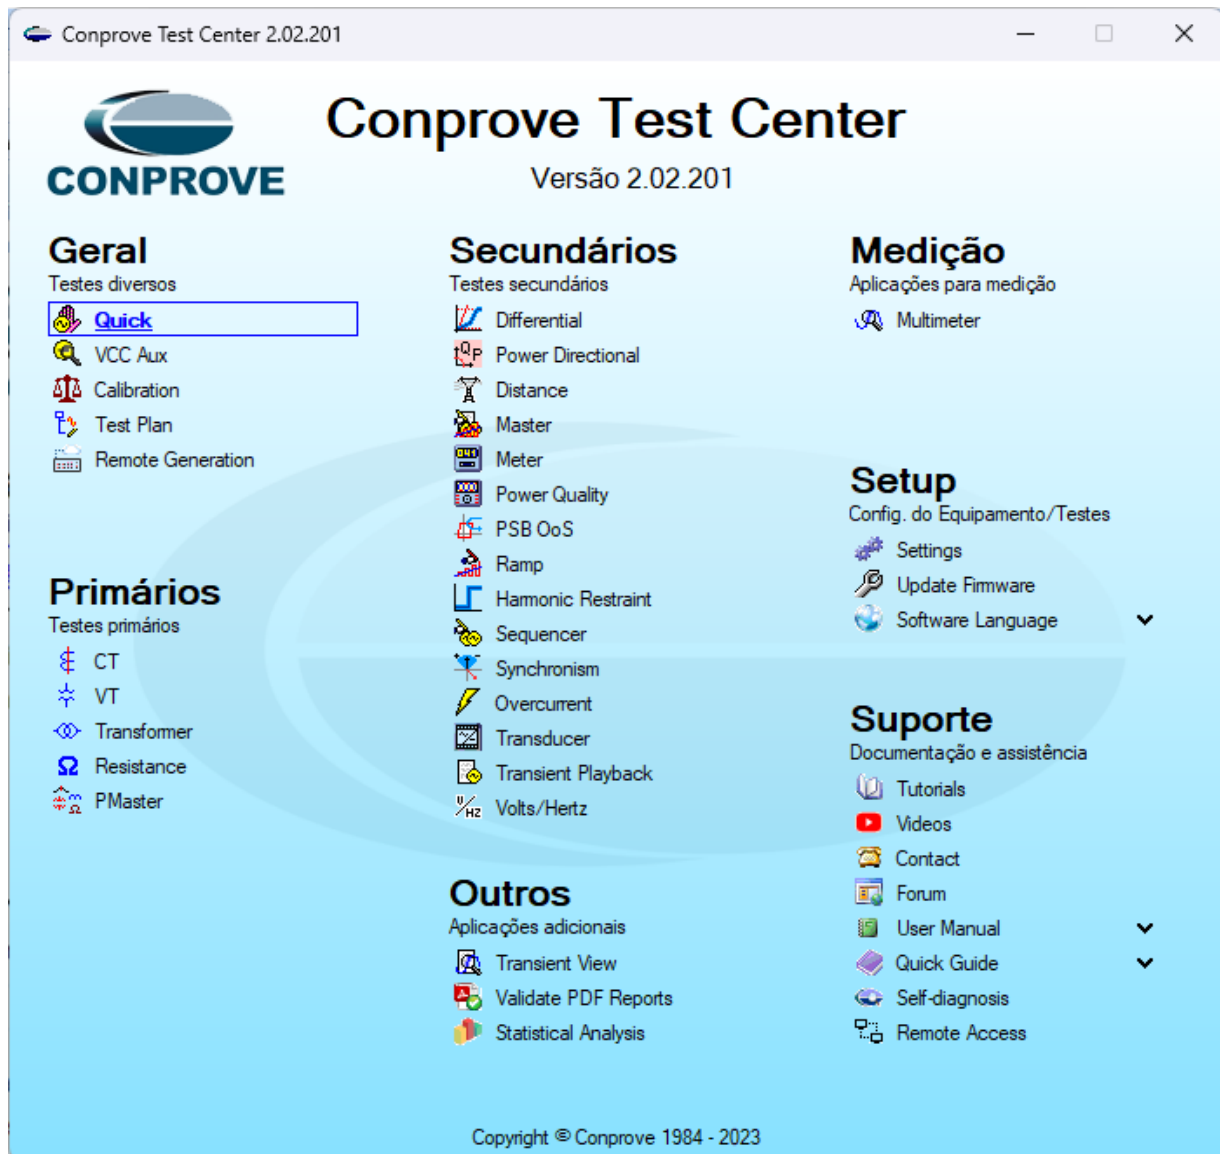 Conprove Test Center 2.02.201
CONPROVE
Conprove Test Center
Versão 2.02.201
Geral
Testes diversos
Quick
VCC Aux
Calibration
Test Plan
Remote Generation
Primários
Testes primários
CT
VT
Transformer
Resistance
PMaster
Secundários
Testes secundários
Differential
Power Directional
Distance
Master
Meter
Power Quality
PSB OoS
Ramp
Harmonic Restraint
Sequencer
Synchronism
Overcurrent
Transducer
Transient Playback
Volts/Hertz
Outros
Aplicações adicionais
Transient View
Validate PDF Reports
Statistical Analysis
Medição
Aplicações para medição
Multimeter
Setup
Config. do Equipamento/Testes
Settings
Update Firmware
Software Language
Suporte
Documentação e assistência
Tutorials
Videos
Contact
Forum
User Manual
Quick Guide
Self-diagnosis
Remote Access
Copyright © Conprove 1984 - 2023